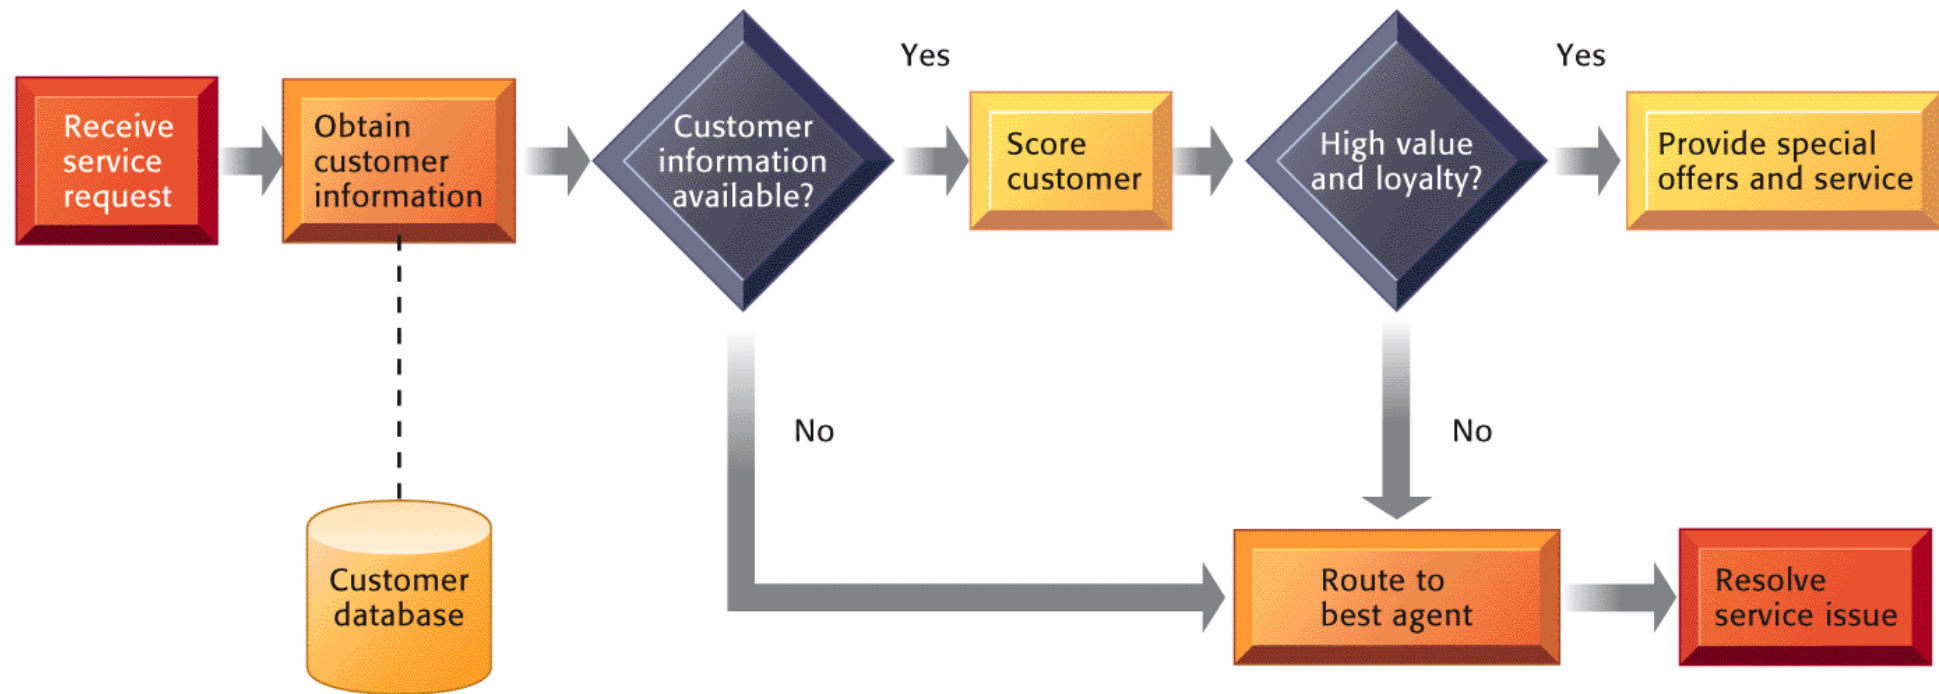 Receive
service
request
Obtain
customer
information
Customer
information
available?
Yes
Score
customer
High value
and loyalty?
Yes
Provide special
offers and service
No
No
Customer
database
Route to
best agent
Resolve
service issue